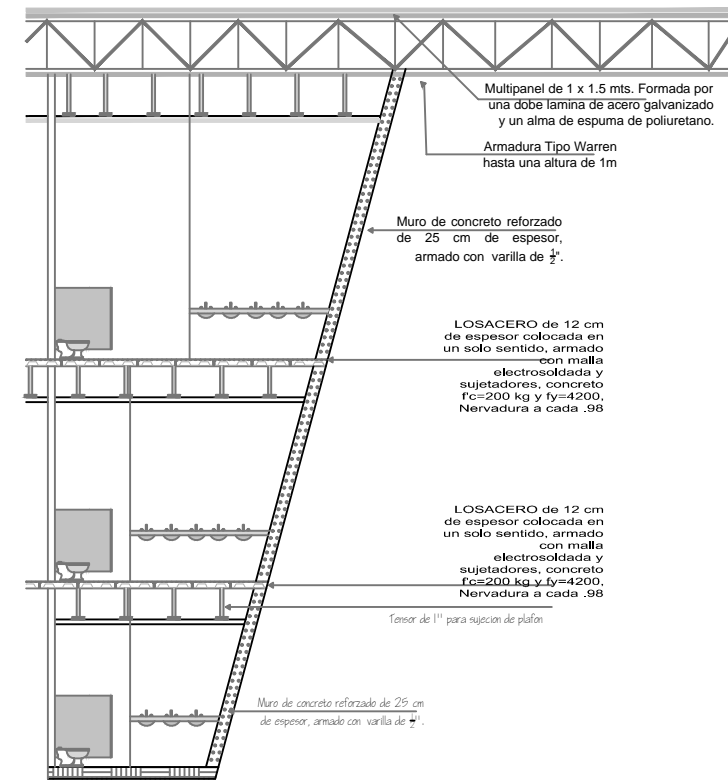 Multipanel de 1 x 1.5 mts. Formada por
una dobe lamina de acero galvanizado
y un alma de espuma de poliuretano.
Armadura Tipo Warren
hasta una altura de 1m
Muro de concreto reforzado
de 25 cm de espesor,
armado con varilla de ½".
LOSACERO de 12 cm
de espesor colocada en
un solo sentido, armado
con malla
electrosoldada y
sujetadores, concreto
f'c=200 kg y fy=4200,
Nervadura a cada .98
LOSACERO de 12 cm
de espesor colocada en
un solo sentido, armado
con malla
electrosoldada y
sujetadores, concreto
f'c=200 kg y fy=4200,
Nervadura a cada .98
Tensor de 1'' para sujecion de plafon
Muro de concreto reforzado de 25 cm
de espesor, armado con varilla de ½".